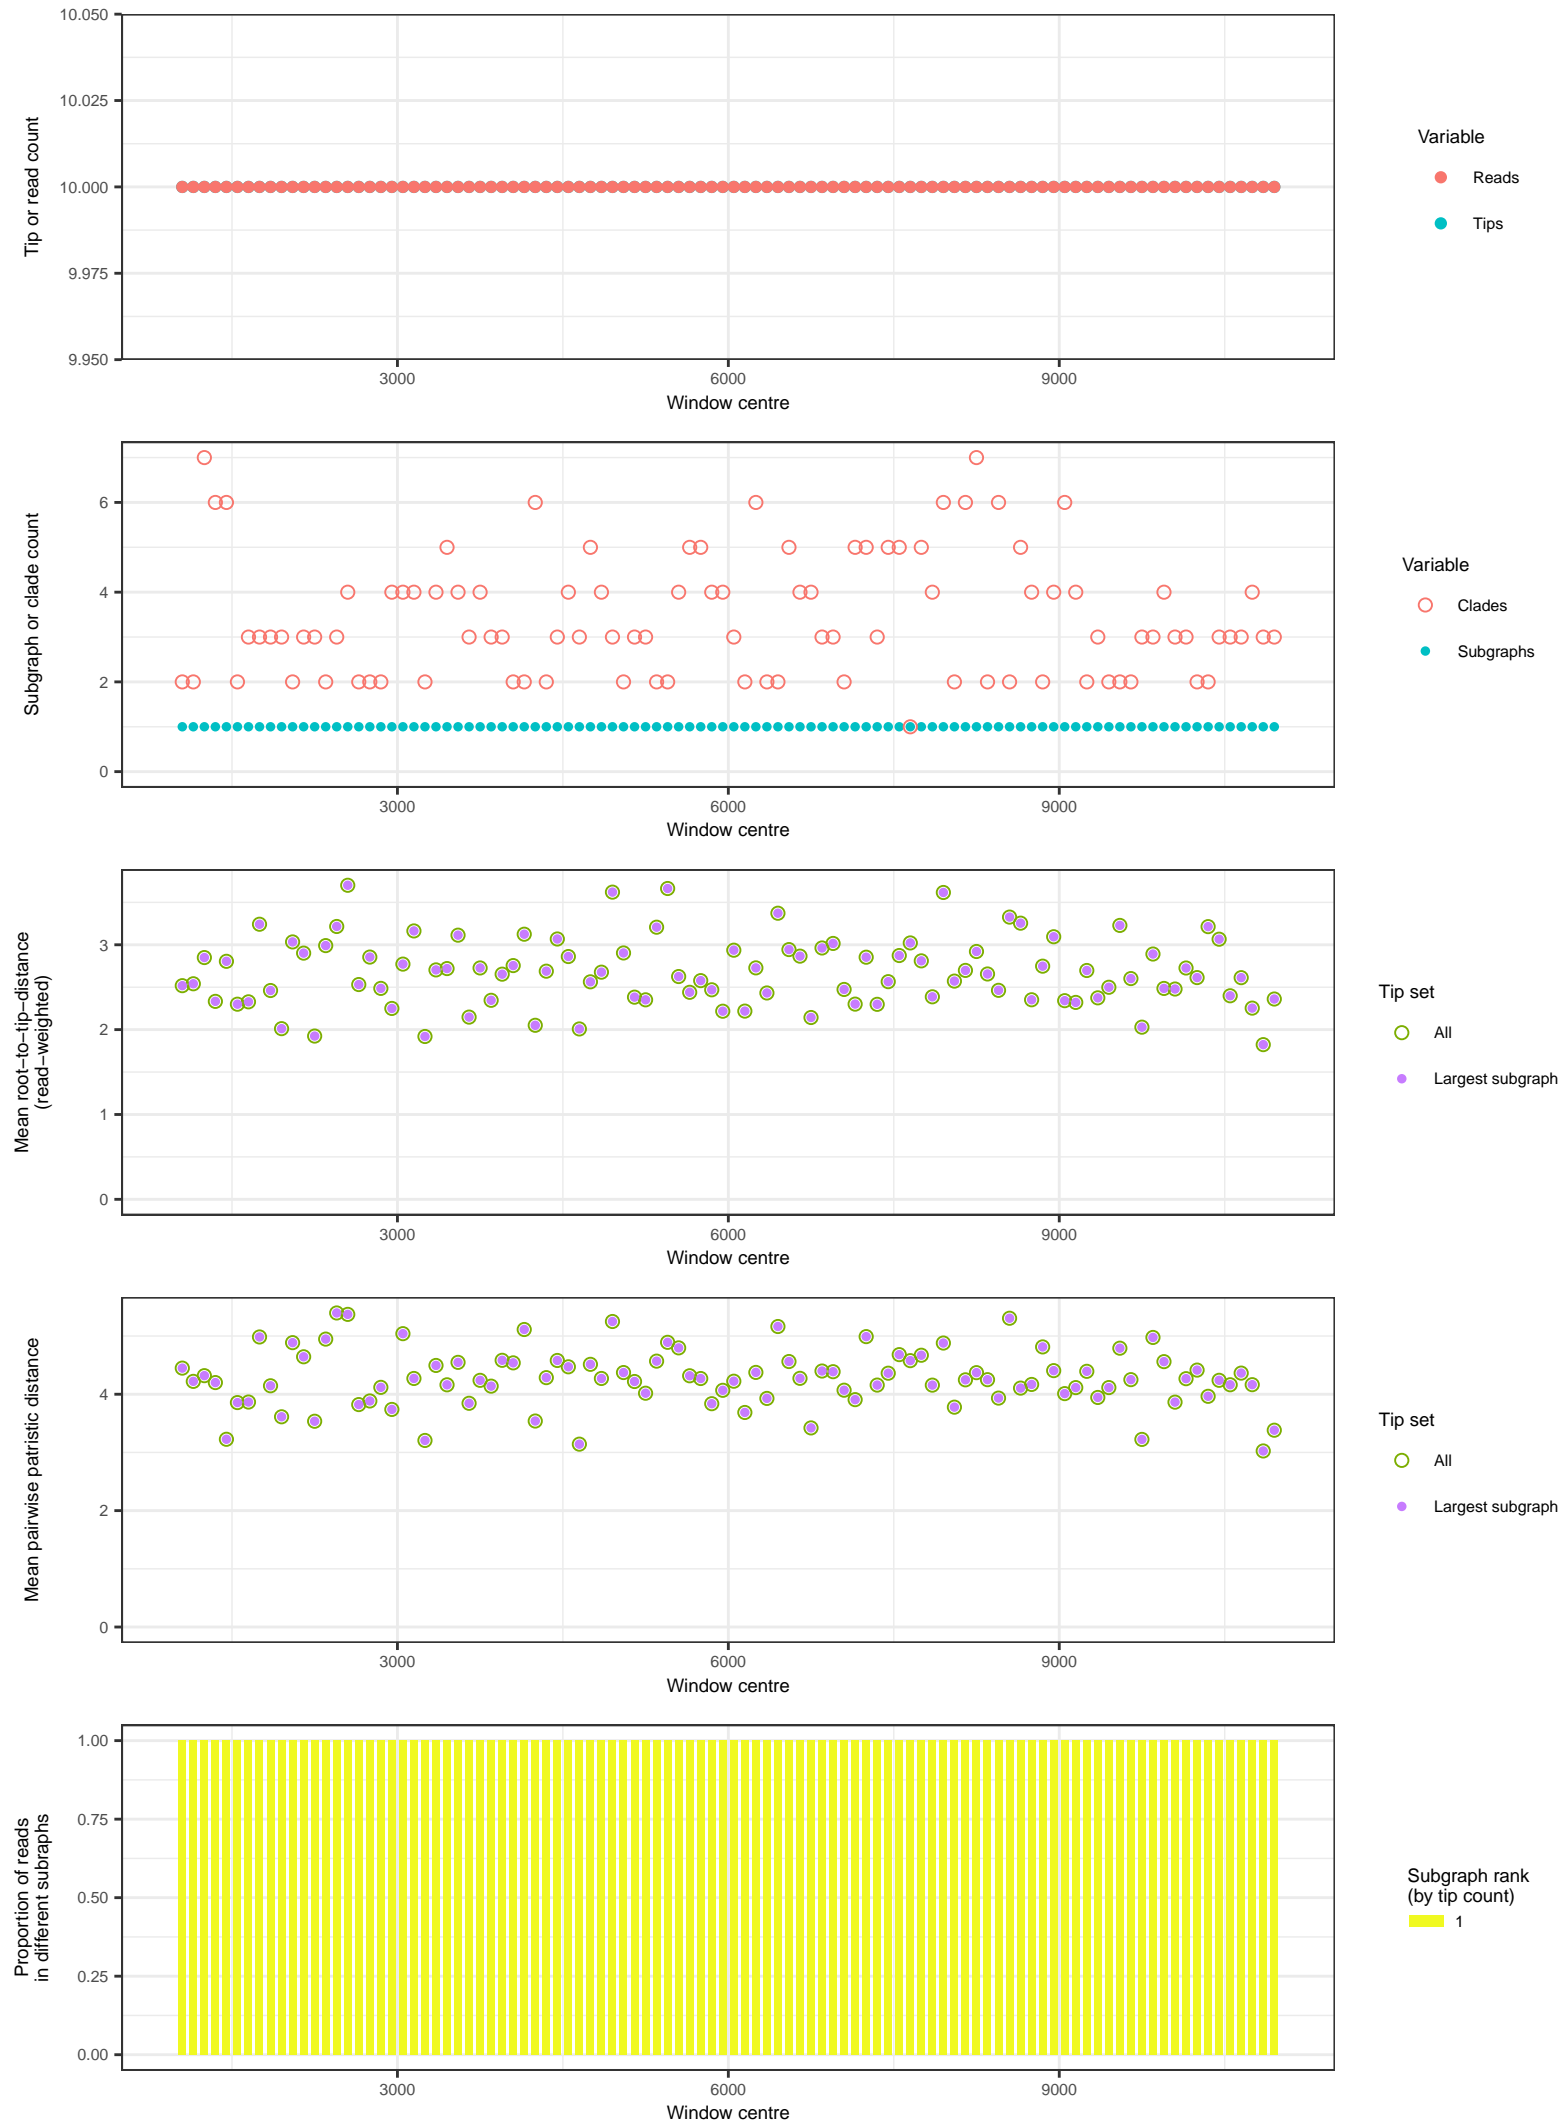 10.050
10.025
10.000
9.975
9.950
Tip or read count
3000
6000
9000
Window centre
Variable
Reads
Tips
6
4
2
0
Subgraph or clade count
3000
6000
9000
Window centre
Variable
Clades
Subgraphs
3
2
1
0
Mean root−to−tip−distance
(read−weighted)
3000
6000
9000
Window centre
Tip set
All
Largest subgraph
4
2
0
Mean pairwise patristic distance
3000
6000
9000
Window centre
Tip set
All
Largest subgraph
1.00
0.75
0.50
0.25
0.00
Proportion of reads
in different subraphs
3000
6000
9000
Window centre
Subgraph rank
(by tip count)
1